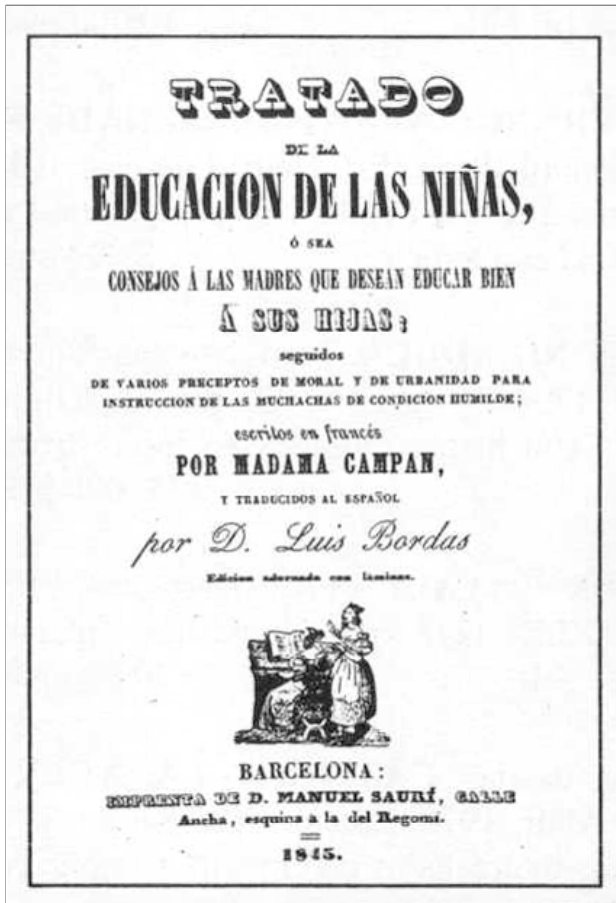 TRATADO
DE LA
EDUCACION DE LAS NIÑAS,
Ó SEA
CONSEJOS Á LAS MADRES QUE DESEAN EDUCAR BIEN
Á SUS HIJAS;
seguidos
DE VARIOS PRECEPTOS DE MORAL Y DE URBANIDAD PARA
INSTRUCCION DE LAS MUCHACHAS DE CONDICION HUMILDE;
escritos en francés
POR MADAMA CAMPAN,
Y TRADUCIDOS AL ESPAÑOL
por D. Luis Bordas
Edicion adornada con láminas.
BARCELONA:
IMPRENTA DE D. MANUEL SAURÍ, CALLE
Ancha, esquina a la del Regomí.
1845.